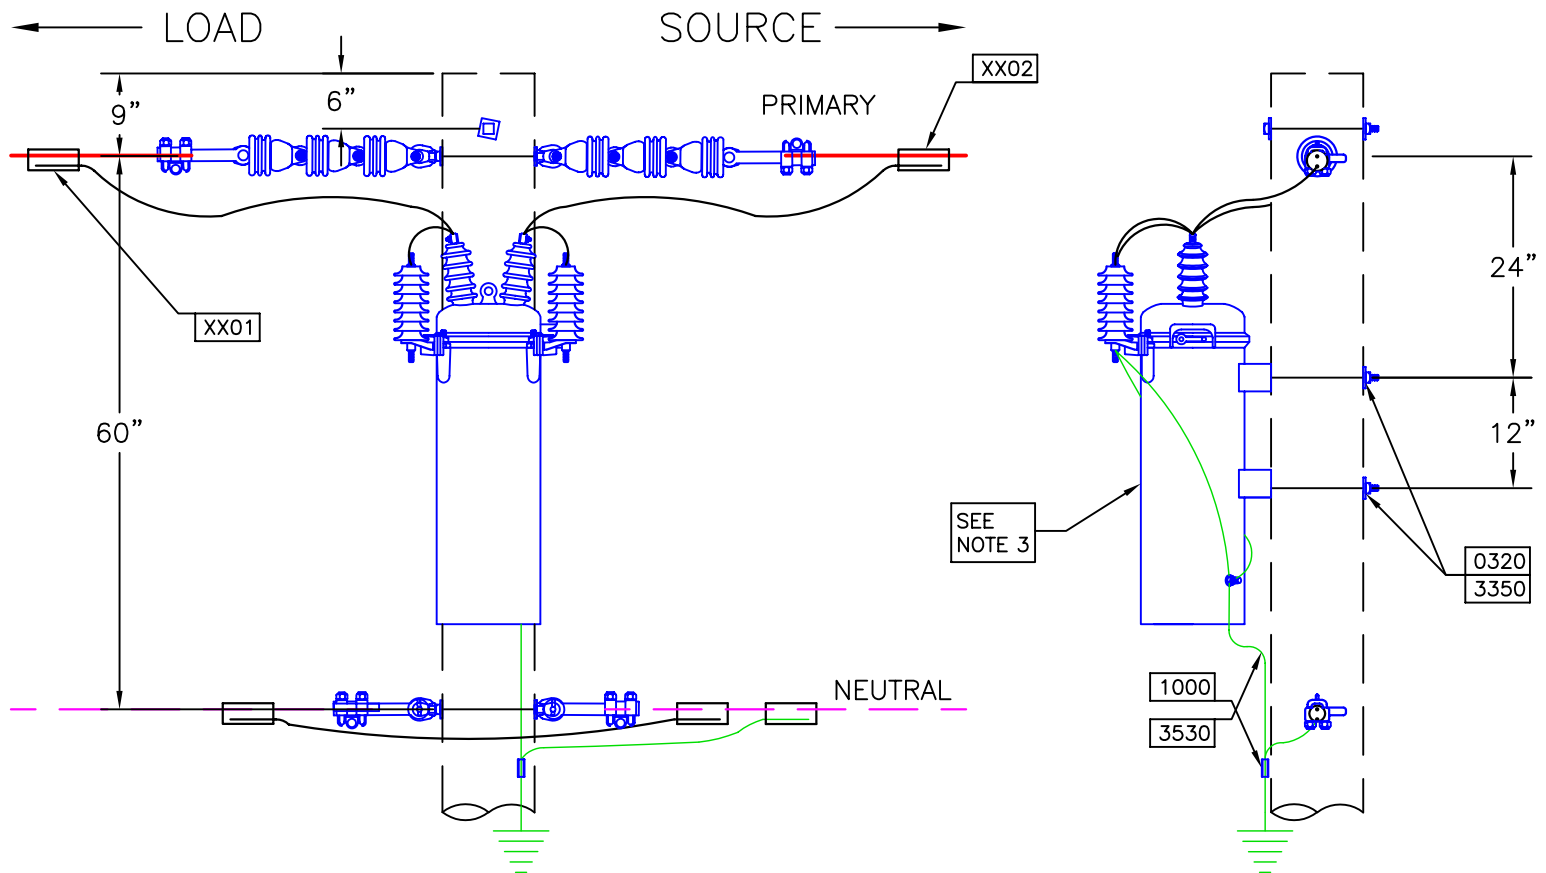 LOAD
SOURCE
XX02
6”
9”
PRIMARY
24”
XX01
12”
60”
SEE
NOTE 3
0320
3350
1000
NEUTRAL
3530